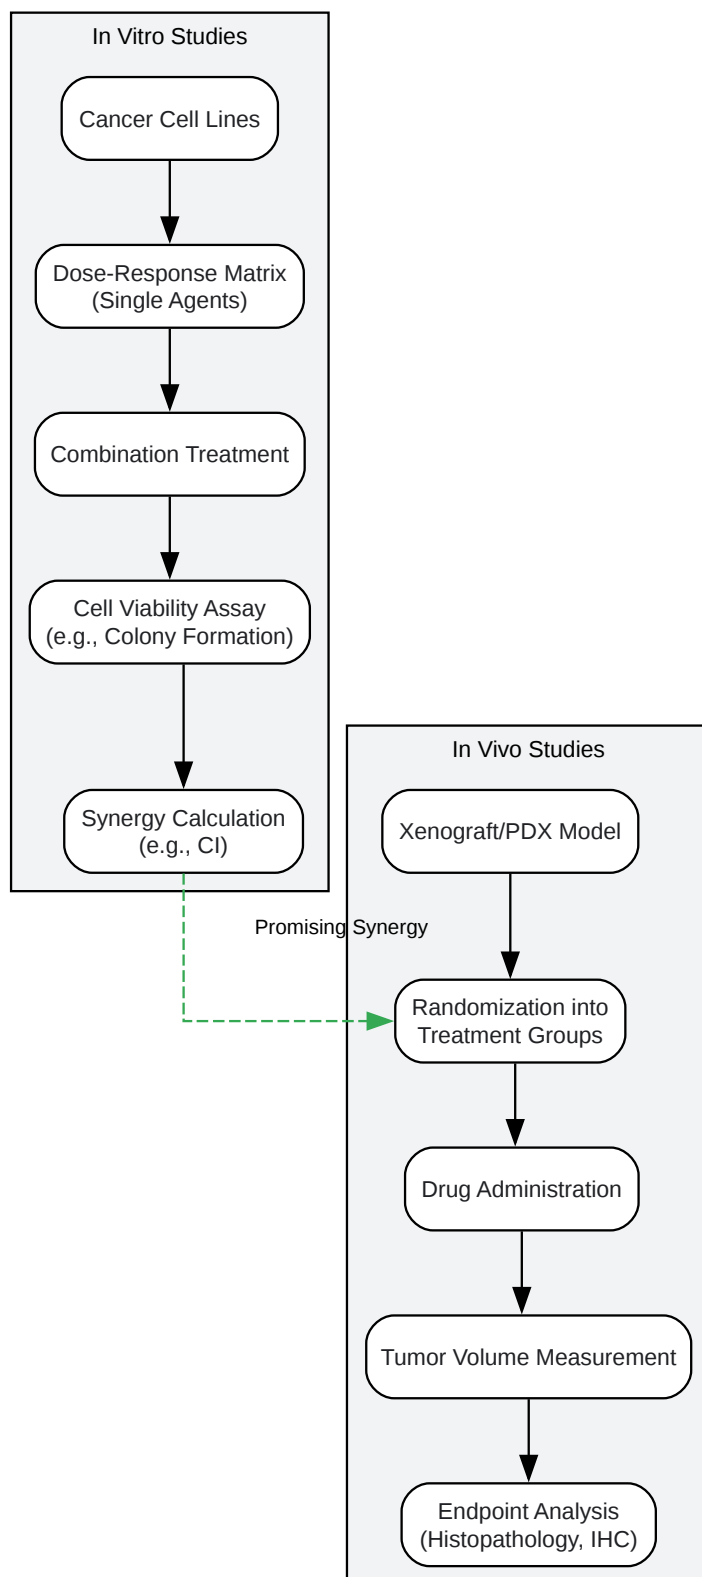 In Vitro Studies
Cancer Cell Lines
Dose-Response Matrix
(Single Agents)
Combination Treatment
Cell Viability Assay
(e.g., Colony Formation)
Synergy Calculation
(e.g., CI)
Promising Synergy
In Vivo Studies
Xenograft/PDX Model
Randomization into
Treatment Groups
Drug Administration
Tumor Volume Measurement
Endpoint Analysis
(Histopathology, IHC)